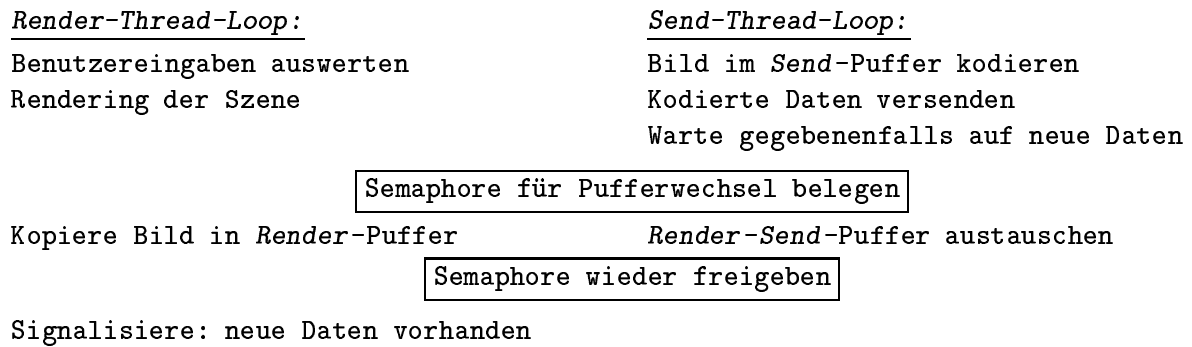 Render-Thread-Loop: Send-Thread-Loop:
Benutzereingaben auswerten Bild im Send-Puffer kodieren
Rendering der Szene Kodierte Daten versenden
Warte gegebenenfalls auf neue Daten
Semaphore für Pufferwechsel belegen
Kopiere Bild in Render-Puffer Render-Send-Puffer austauschen
Semaphore wieder freigeben
Signalisiere: neue Daten vorhanden